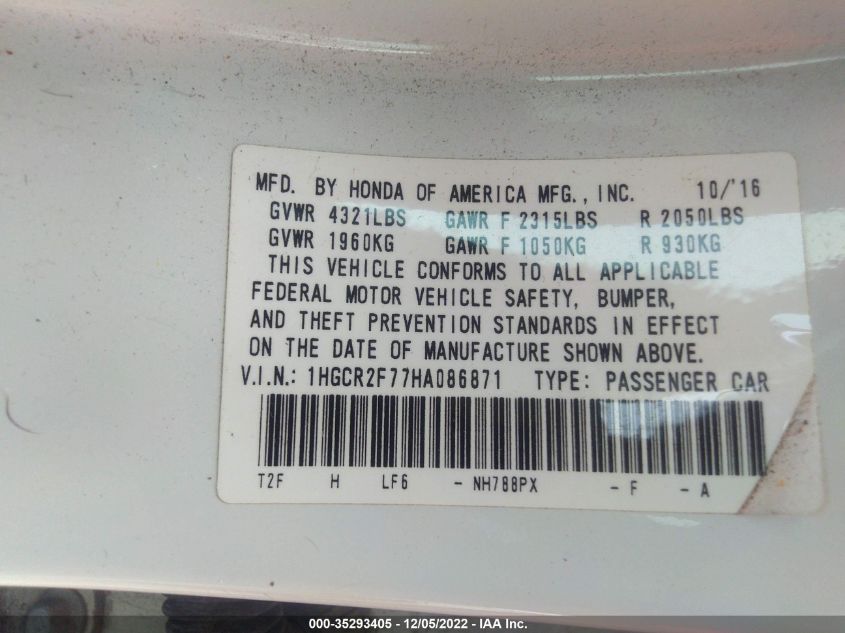 MFD. BY HONDA OF AMERICA MFG., INC. 10/'16
GVWR 4321LBS GAWR F 2315LBS R 2050LBS
GVWR 1960KG GAWR F 1050KG R 930KG
THIS VEHICLE CONFORMS TO ALL APPLICABLE
FEDERAL MOTOR VEHICLE SAFETY, BUMPER,
AND THEFT PREVENTION STANDARDS IN EFFECT
ON THE DATE OF MANUFACTURE SHOWN ABOVE.
V.I.N.: 1HGCR2F77HA086871 TYPE: PASSENGER CAR
T2F H LF6 - NH788PX - F - A
000-35293405 - 12/05/2022 - IAA Inc.